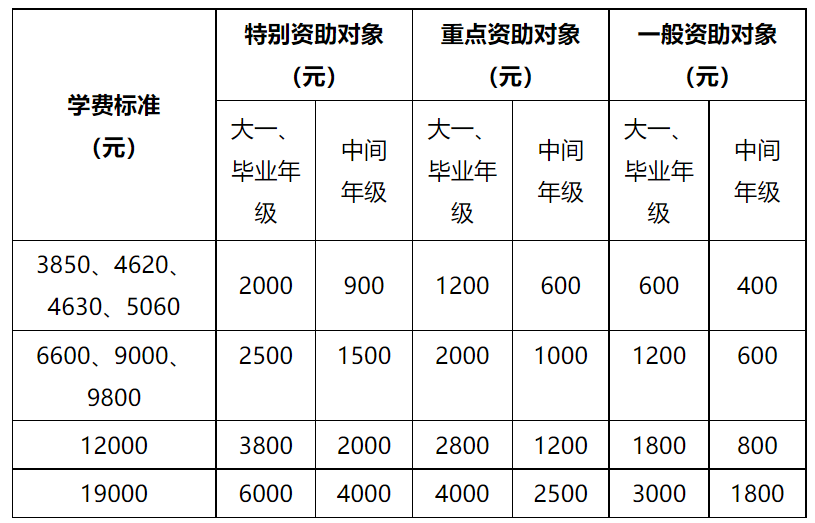 学费标准
（元）
特别资助对象
（元）
重点资助对象
（元）
一般资助对象
（元）
大一、
毕业年
级
中间
年级
大一、
毕业年
级
中间
年级
大一、
毕业年
级
中间
年级
3850、4620、
4630、5060
2000
900
1200
600
600
400
6600、9000、
9800
2500
1500
2000
1000
1200
600
12000
3800
2000
2800
1200
1800
800
19000
6000
4000
4000
2500
3000
1800